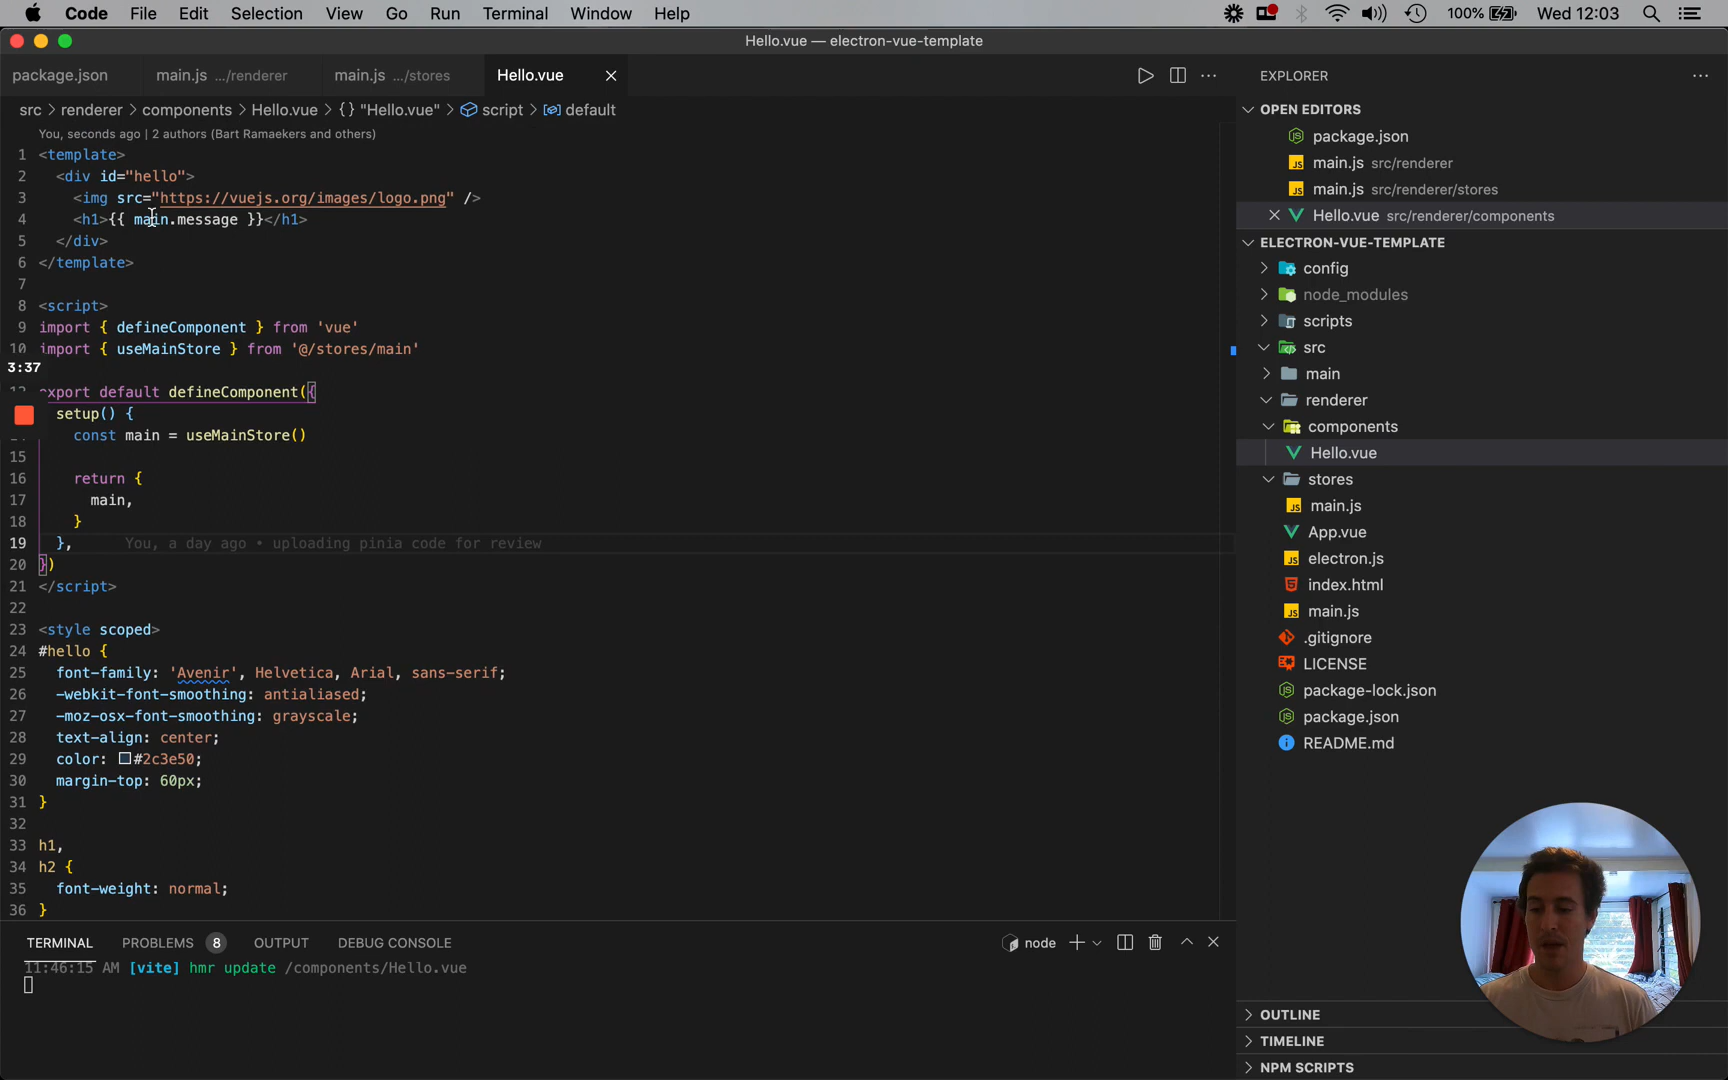 Code File Edit Selection View Go Run Terminal Window Help 100% Wed 12:03
Hello.vue — electron-vue-template
package.json main.js .../renderer main.js .../stores Hello.vue
src > renderer > components > Hello.vue > {} "Hello.vue" > script > default
You, seconds ago | 2 authors (Bart Ramaekers and others)
1 <template>
2 <div id="hello">
3 <img src="https://vuejs.org/images/logo.png" />
4 <h1>{{ main.message }}</h1>
5 </div>
6 </template>
7
8 <script>
9 import { defineComponent } from 'vue'
10 import { useMainStore } from '@/stores/main'
3:37
export default defineComponent({
setup() {
const main = useMainStore()
15
16 return {
17 main,
18 }
19 }, You, a day ago • uploading pinia code for review
20 })
21 </script>
22
23 <style scoped>
24 #hello {
25 font-family: 'Avenir', Helvetica, Arial, sans-serif;
26 -webkit-font-smoothing: antialiased;
27 -moz-osx-font-smoothing: grayscale;
28 text-align: center;
29 color: #2c3e50;
30 margin-top: 60px;
31 }
32
33 h1,
34 h2 {
35 font-weight: normal;
36 }
TERMINAL PROBLEMS 8 OUTPUT DEBUG CONSOLE node
11:46:15 AM [vite] hmr update /components/Hello.vue
EXPLORER
OPEN EDITORS
package.json
main.js src/renderer
main.js src/renderer/stores
Hello.vue src/renderer/components
ELECTRON-VUE-TEMPLATE
config
node_modules
scripts
src
main
renderer
components
Hello.vue
stores
main.js
App.vue
electron.js
index.html
main.js
.gitignore
LICENSE
package-lock.json
package.json
README.md
OUTLINE
TIMELINE
NPM SCRIPTS